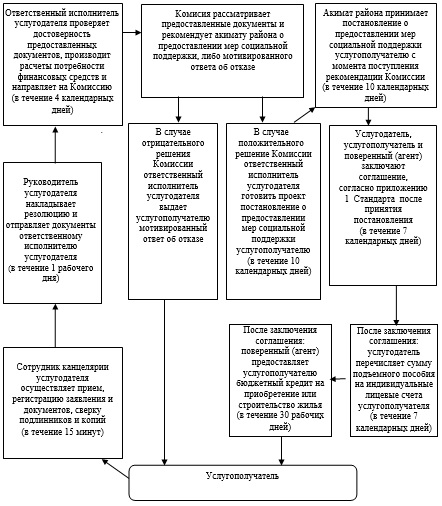 Ответственный исполнитель
услугодателя проверяет
достоверность
предоставленных
документов, производит
расчеты потребности
финансовых средств и
направляет на Комиссию
(в течение 4 календарных
дней)
Комиссия рассматривает
предоставленные документы и
рекомендует акимату района о
предоставлении мер социальной
поддержки, либо мотивированного
ответа об отказе
Акимат района принимает
постановление о
предоставлении мер
социальной поддержки
услугополучателю с
момента поступления
рекомендации Комиссии
(в течение 10 календарных
дней)
Руководитель
услугодателя
накладывает
резолюцию и
отправляет документы
ответственному
исполнителю
услугодателя
(в течение 1 рабочего
дня)
В случае
отрицательного
решения
Комиссии
ответственный
исполнитель
услугодателя
выдает
услугополучателю
мотивированный
ответ об отказе
В случае
положительного
решение Комиссии
ответственный
исполнитель
услугодателя
готовить проект
постановление о
предоставлении
мер социальной
поддержки
услугополучателю
(в течение 10
календарных дней)
Услугодатель,
услугополучатель и
поверенный (агент)
заключают
соглашение,
согласно приложению
1 Стандарта после
принятия
постановления
(в течение 7
календарных дней)
Сотрудник канцелярии
услугодателя
осуществляет прием,
регистрацию заявления и
документов, сверку
подлинников и копий
(в течение 15 минут)
После заключения
соглашения:
поверенный (агент)
предоставляет
услугополучателю
бюджетный кредит на
приобретение или
строительство жилья
(в течение 30 рабочих
дней)
После заключения
соглашения:
услугодатель
перечисляет сумму
подъемного пособия
на индивидуальные
лицевые счета
услугополучателя
(в течение 7
календарных дней)
Услугополучатель